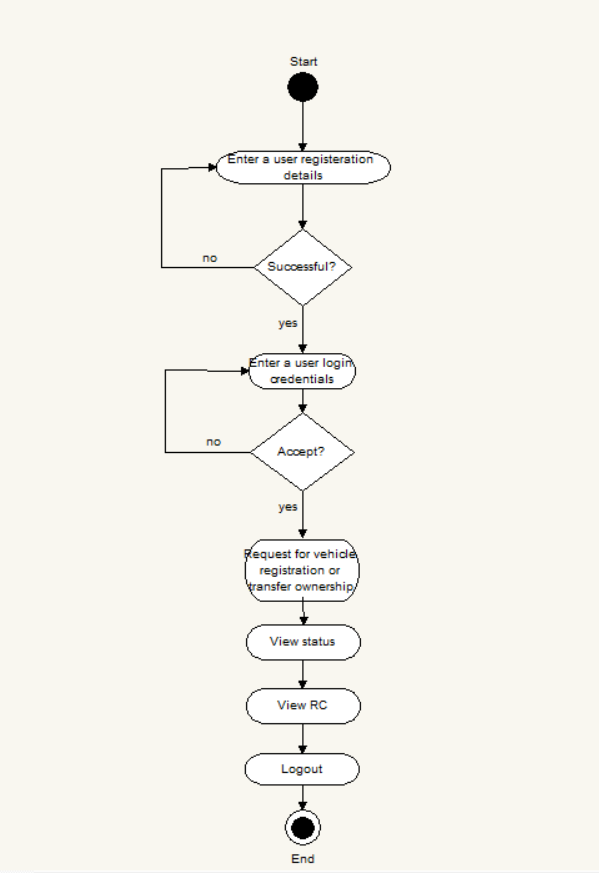 Start
Enter a user registeration
details
no
Successful?
yes
Enter a user login
credentials
no
Accept?
yes
Request for vehicle
registration or
transfer ownership
View status
View RC
Logout
End